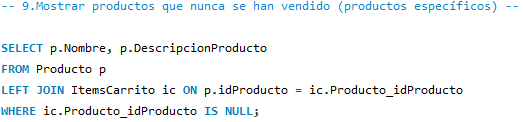 -- 9.Mostrar productos que nunca se han vendido (productos específicos) --
SELECT p.Nombre, p.DescripcionProducto
FROM Producto p
LEFT JOIN ItemsCarrito ic ON p.idProducto = ic.Producto_idProducto
WHERE ic.Producto_idProducto IS NULL;